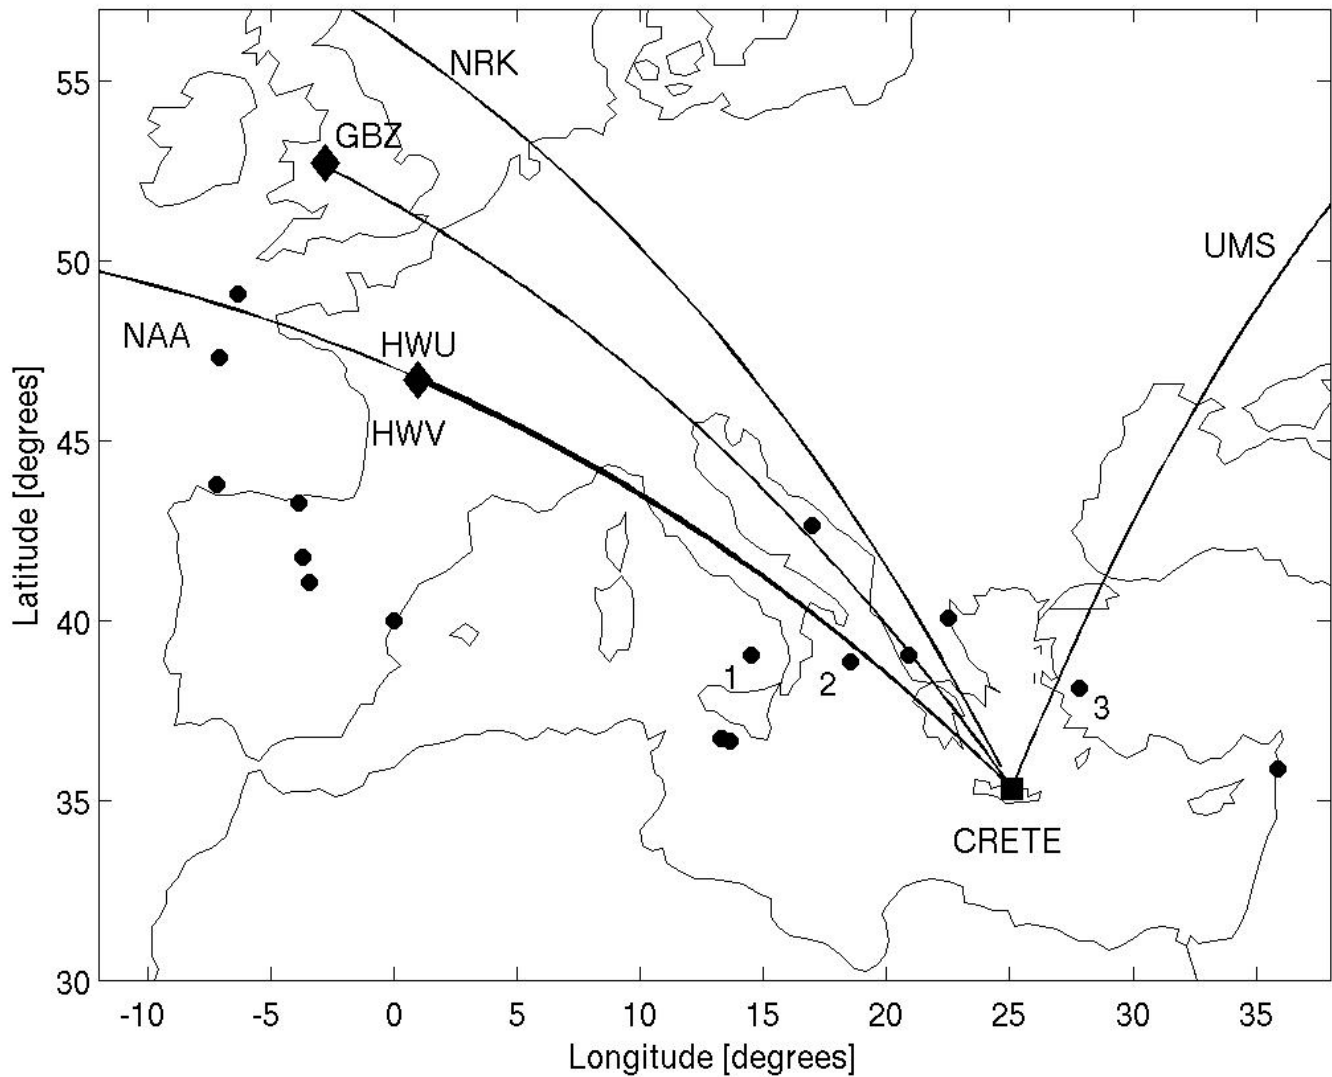 NRK
55
GBZ
UMS
50
NAA
HWU
HWV
45
Latitude [degrees]
40
1
2
3
35
CRETE
30
-10 -5 0 5 10 15 20 25 30 35
Longitude [degrees]